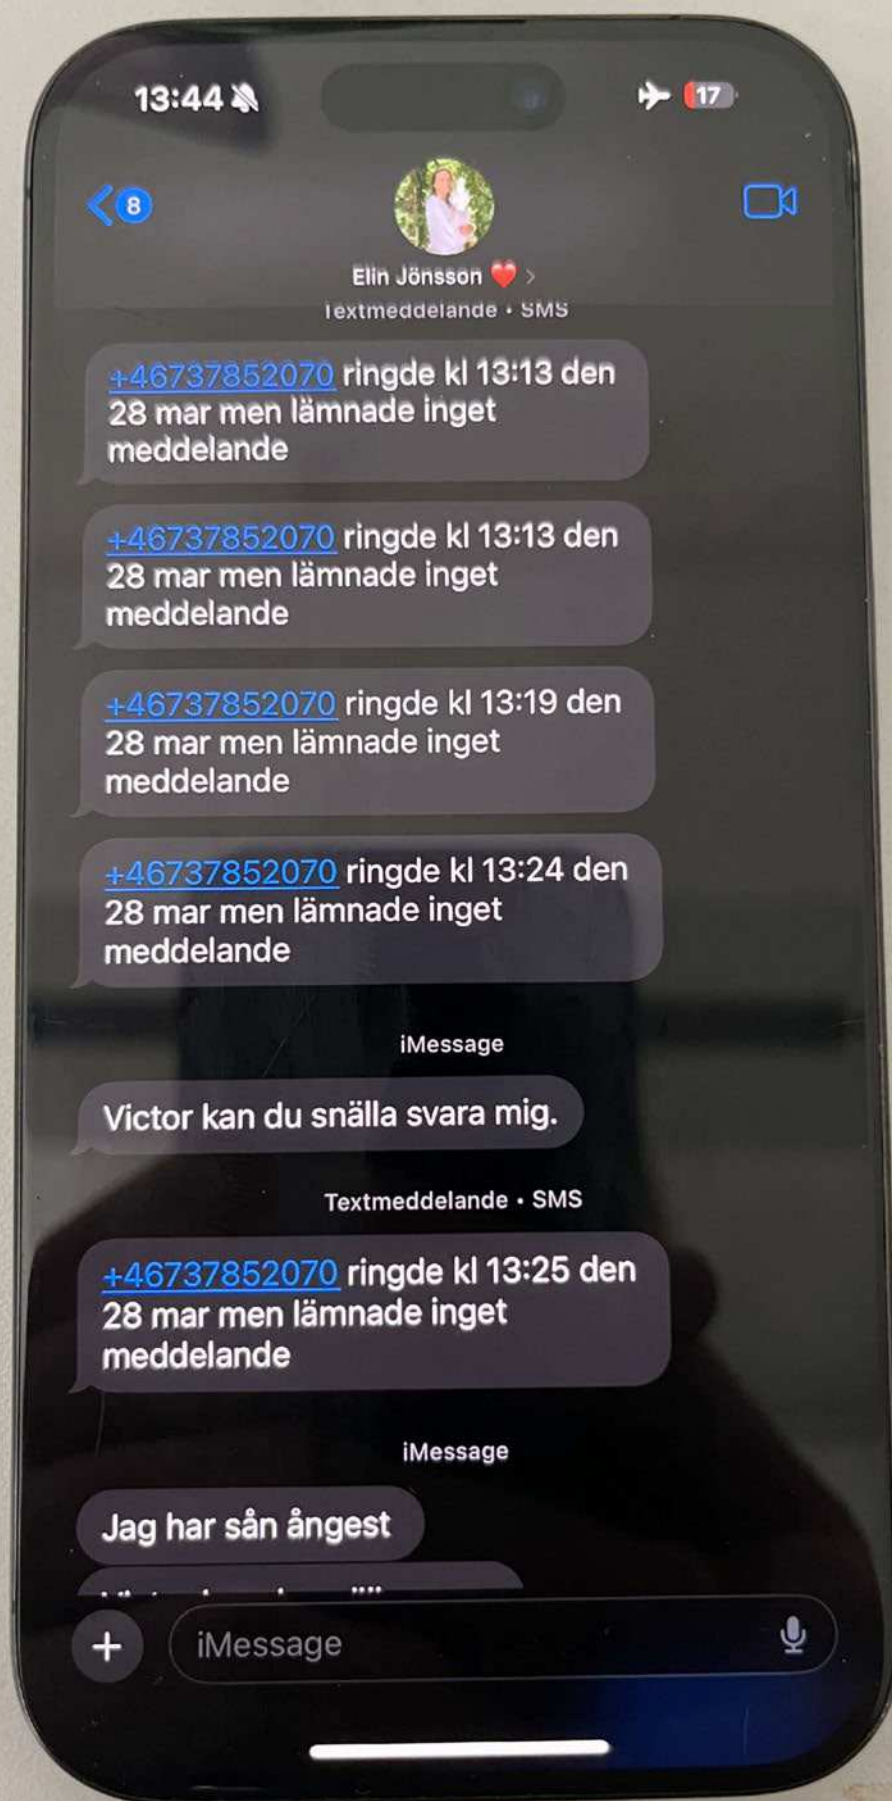 13:44
17
8
Elin Jönsson ❤️ >
Textmeddelande • SMS
+46737852070 ringde kl 13:13 den
28 mar men lämnade inget
meddelande
+46737852070 ringde kl 13:13 den
28 mar men lämnade inget
meddelande
+46737852070 ringde kl 13:19 den
28 mar men lämnade inget
meddelande
+46737852070 ringde kl 13:24 den
28 mar men lämnade inget
meddelande
iMessage
Victor kan du snälla svara mig.
Textmeddelande • SMS
+46737852070 ringde kl 13:25 den
28 mar men lämnade inget
meddelande
iMessage
Jag har sån ångest
iMessage